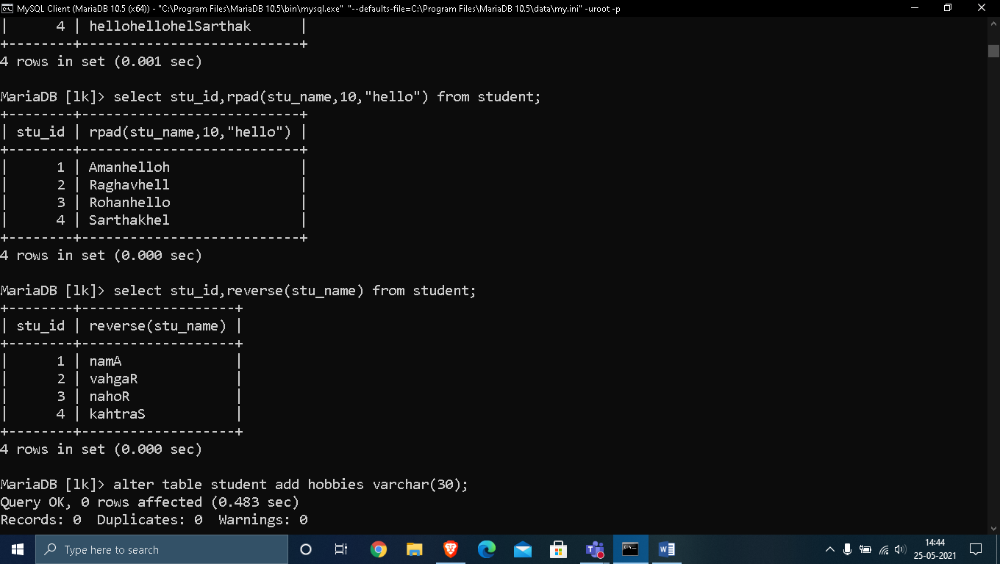 MySQL Client (MariaDB 10.5 (x64)) - "C:\Program Files\MariaDB 10.5\bin\mysql.exe"  "--defaults-file=C:\Program Files\MariaDB 10.5\data\my.ini" -uroot -p
|      4 | hellohellohelSarthak      |
+--------+---------------------------+
4 rows in set (0.001 sec)
MariaDB [lk]> select stu_id,rpad(stu_name,10,"hello") from student;
+--------+---------------------------+
| stu_id | rpad(stu_name,10,"hello") |
+--------+---------------------------+
|      1 | Amanhelloh                |
|      2 | Raghavhell                |
|      3 | Rohanhello                |
|      4 | Sarthakhel                |
+--------+---------------------------+
4 rows in set (0.000 sec)
MariaDB [lk]> select stu_id,reverse(stu_name) from student;
+--------+-------------------+
| stu_id | reverse(stu_name) |
+--------+-------------------+
|      1 | namA              |
|      2 | vahgaR            |
|      3 | nahoR             |
|      4 | kahtraS           |
+--------+-------------------+
4 rows in set (0.000 sec)
MariaDB [lk]> alter table student add hobbies varchar(30);
Query OK, 0 rows affected (0.483 sec)
Records: 0  Duplicates: 0  Warnings: 0
Type here to search
14:44
25-05-2021